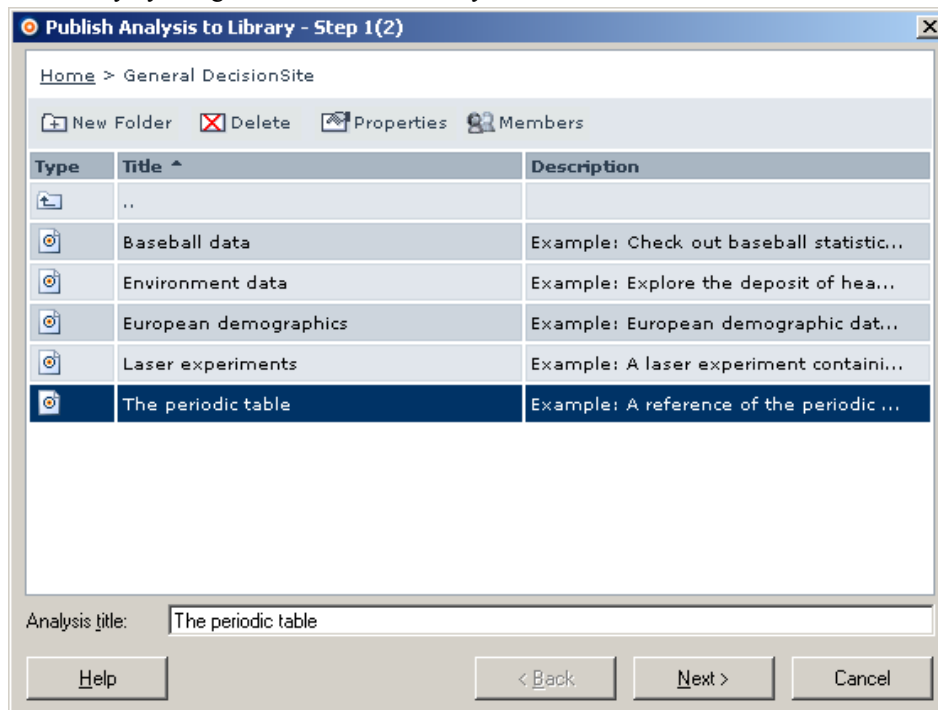 Publish Analysis to Library - Step 1(2)
Home > General DecisionSite
New Folder Delete Properties Members
Type Title Description
..
Baseball data Example: Check out baseball statistic...
Environment data Example: Explore the deposit of hea...
European demographics Example: European demographic dat...
Laser experiments Example: A laser experiment containi...
The periodic table Example: A reference of the periodic ...
Analysis title: The periodic table
Help < Back Next > Cancel